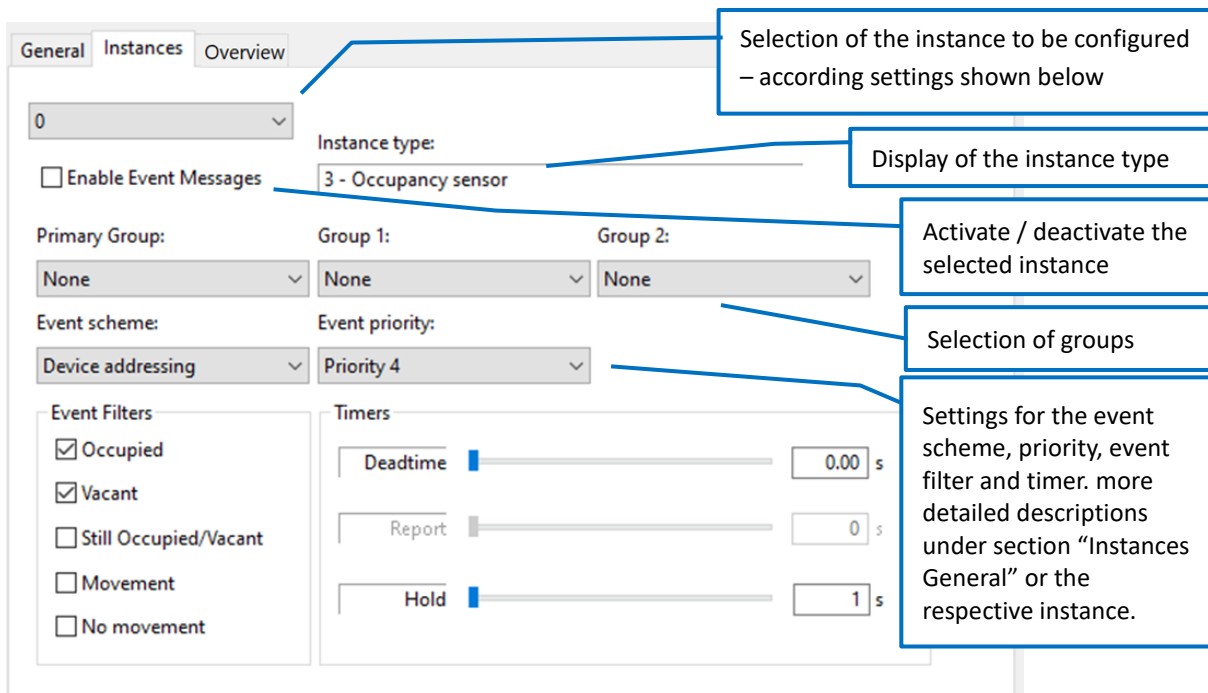 General Instances Overview
Selection of the instance to be configured
– according settings shown below
0
Instance type:
Display of the instance type
Enable Event Messages
3 - Occupancy sensor
Activate / deactivate the
selected instance
Primary Group: Group 1: Group 2:
None None None
Selection of groups
Event scheme: Event priority:
Device addressing Priority 4
Settings for the event
scheme, priority, event
filter and timer. more
detailed descriptions
under section “Instances
General” or the
respective instance.
Event Filters
Occupied
Vacant
Still Occupied/Vacant
Movement
No movement
Timers
Deadtime 0.00 s
Report 0 s
Hold 1 s